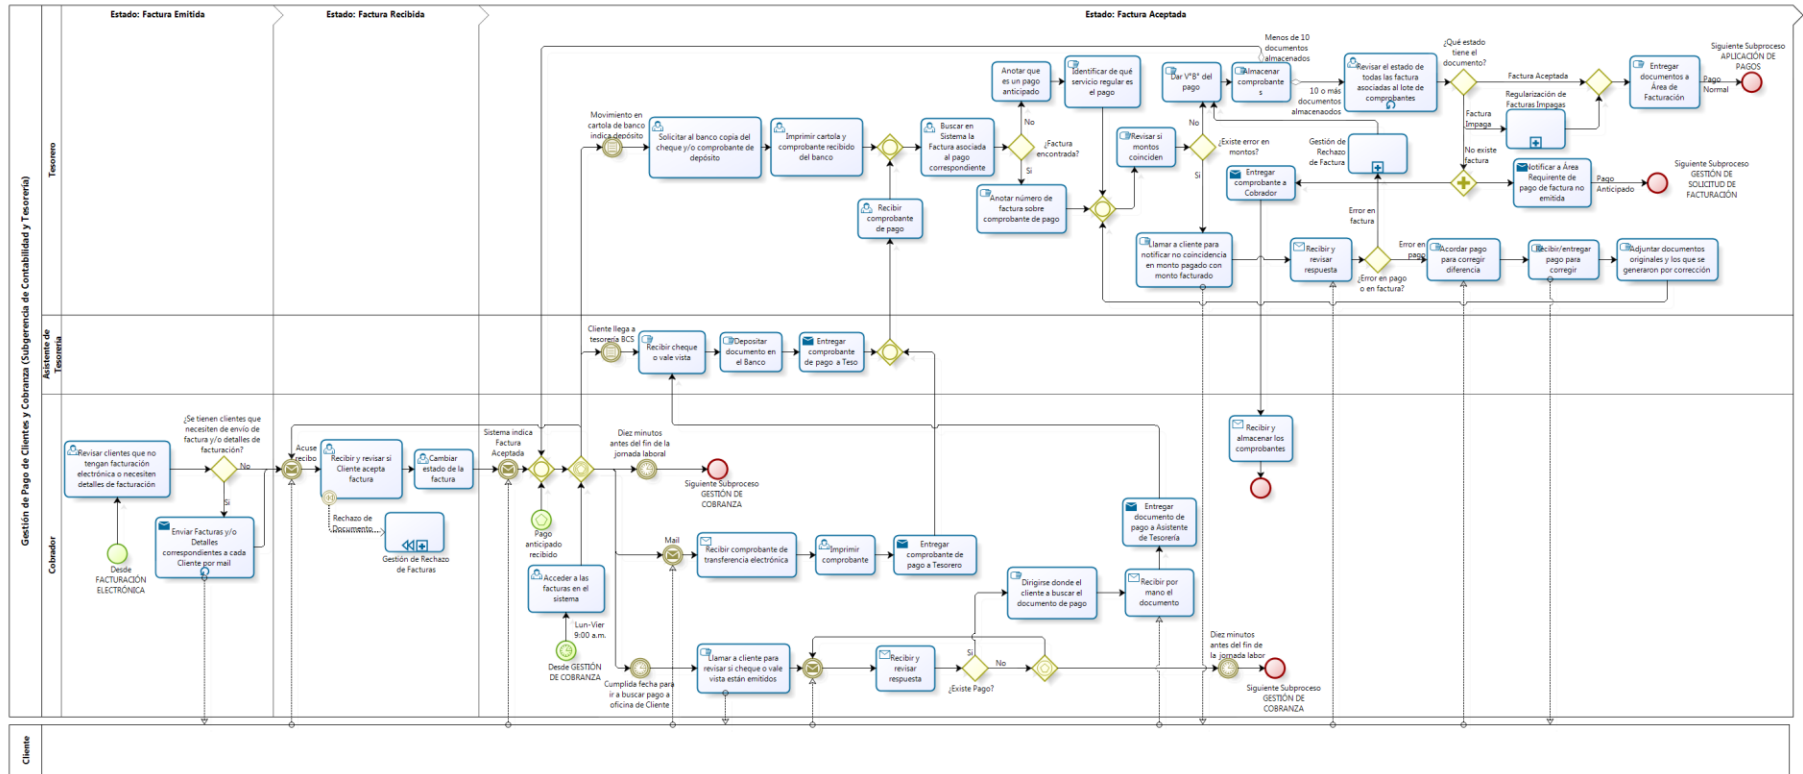 Estado: Factura Emitida
Estado: Factura Recibida
Estado: Factura Aceptada
Gestión de Pago de Clientes y Cobranza (Subgerencia de Contabilidad y Tesorería)
Tesorero
Movimiento en
cartola de banco
indica depósito
Solicitar al banco copia del
cheque y/o comprobante de
depósito
Imprimir cartola y
comprobante recibido
del banco
Buscar en
Sistema la
Factura asociada
al pago
correspondiente
¿Factura
encontrada?
No
Si
Anotar que
es un pago
anticipado
Identificar de qué
servicio regular es
el pago
Anotar número de
factura sobre
comprobante de pago
Revisar si
montos
coinciden
¿Existe error en
montos?
No
Si
Dar V°B° del
pago
Almacenar
comprobante
s
Menos de 10
documentos
almacenados
10 o más
documentos
almacenados
Revisar el estado de
todas las factura
asociadas al lote de
comprobantes
¿Qué estado
tiene el
documento?
Factura Aceptada
Regularización de
Facturas Impagas
Factura
Impaga
No existe
factura
Entregar
documentos a
Área de
Facturación
Pago
Normal
Siguiente Subproceso
APLICACIÓN DE
PAGOS
Gestión de
Rechazo
de Factura
Entregar
comprobante a
Cobrador
Notificar a Área
Requirente de
pago de factura no
emitida
Pago
Anticipado
Siguiente Subproceso
GESTIÓN DE
SOLICITUD DE
FACTURACIÓN
Recibir
comprobante
de pago
Llamar a cliente para
notificar no coincidencia
en monto pagado con
monto facturado
Recibir y
revisar
respuesta
Error en
factura
¿Error en pago
o en factura?
Error en
pago
Acordar pago
para corregir
diferencia
Recibir/entregar
pago para
corregir
Adjuntar documentos
originales y los que se
generaron por corrección
Asistente de
Tesorería
Cliente llega a
tesorería BCS
Recibir cheque
o vale vista
Depositar
documento en
el Banco
Entregar
comprobante
de pago a Teso
Cobrador
Revisar clientes que no
tengan facturación
electrónica o necesiten
detalles de facturación
¿Se tienen clientes que
necesiten de envío de
factura y/o detalles de
facturación?
No
Si
Enviar Facturas y/o
Detalles
correspondientes a cada
Cliente por mail
Desde
FACTURACIÓN
ELECTRÓNICA
Acuse
recibo
Recibir y revisar si
Cliente acepta
factura
Cambiar
estado de la
factura
Rechazo de
Documento
Gestión de Rechazo
de Facturas
Sistema indica
Factura
Aceptada
Pago
anticipado
recibido
Acceder a las
facturas en el
sistema
Lun-Vier
9:00 a.m.
Desde GESTIÓN
DE COBRANZA
Diez minutos
antes del fin de la
jornada laboral
Siguiente Subproceso
GESTIÓN DE
COBRANZA
Mail
Recibir comprobante de
transferencia electrónica
Imprimir
comprobante
Entregar
comprobante de
pago a Tesorero
Cumplida fecha para
ir a buscar pago a
oficina de Cliente
Llamar a cliente para
revisar si cheque o vale
vista están emitidos
Recibir y
revisar
respuesta
¿Existe Pago?
Si
No
Dirigirse donde el
cliente a buscar el
documento de pago
Recibir por
mano el
documento
Entregar
documento de
pago a Asistente
de Tesorería
Recibir y
almacenar los
comprobantes
Diez minutos
antes del fin de
la jornada labor
Siguiente Subproceso
GESTIÓN DE
COBRANZA
Cliente